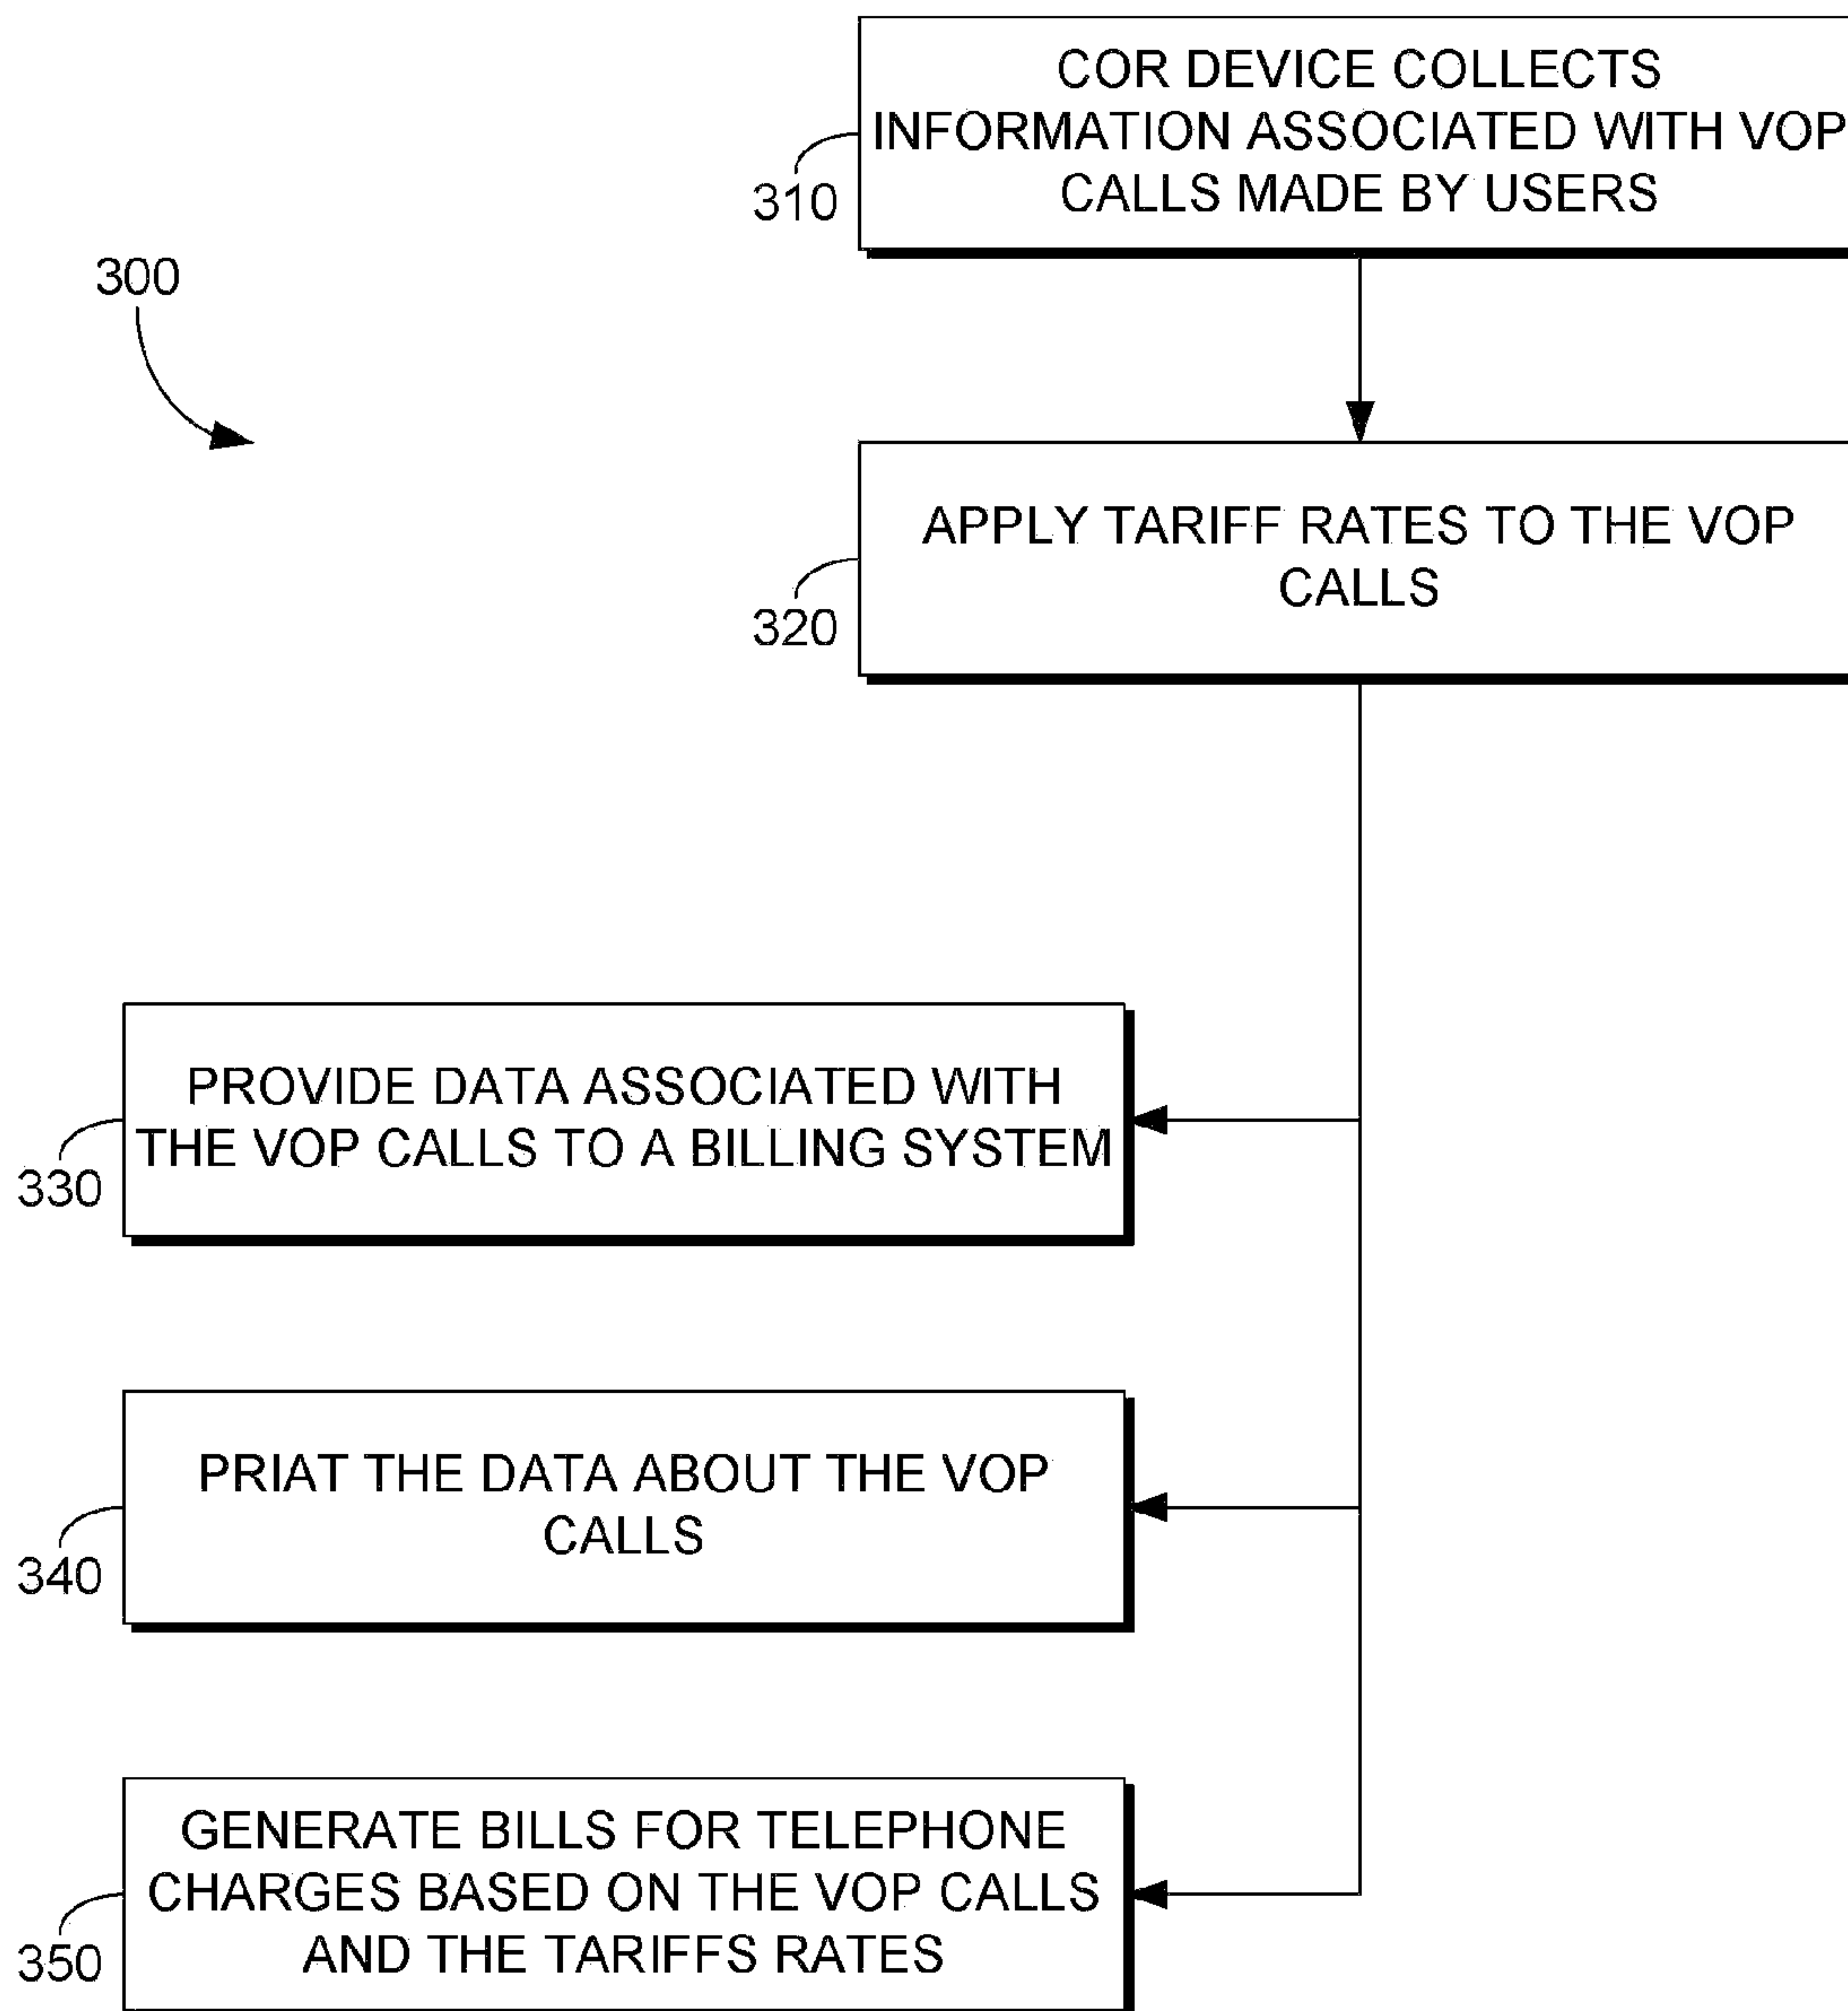 COR DEVICE COLLECTS
INFORMATION ASSOCIATED WITH VOP
CALLS MADE BY USERS
310
300
APPLY TARIFF RATES TO THE VOP
CALLS
320
PROVIDE DATA ASSOCIATED WITH
THE VOP CALLS TO A BILLING SYSTEM
330
PRIAT THE DATA ABOUT THE VOP
CALLS
340
GENERATE BILLS FOR TELEPHONE
CHARGES BASED ON THE VOP CALLS
AND THE TARIFFS RATES
350